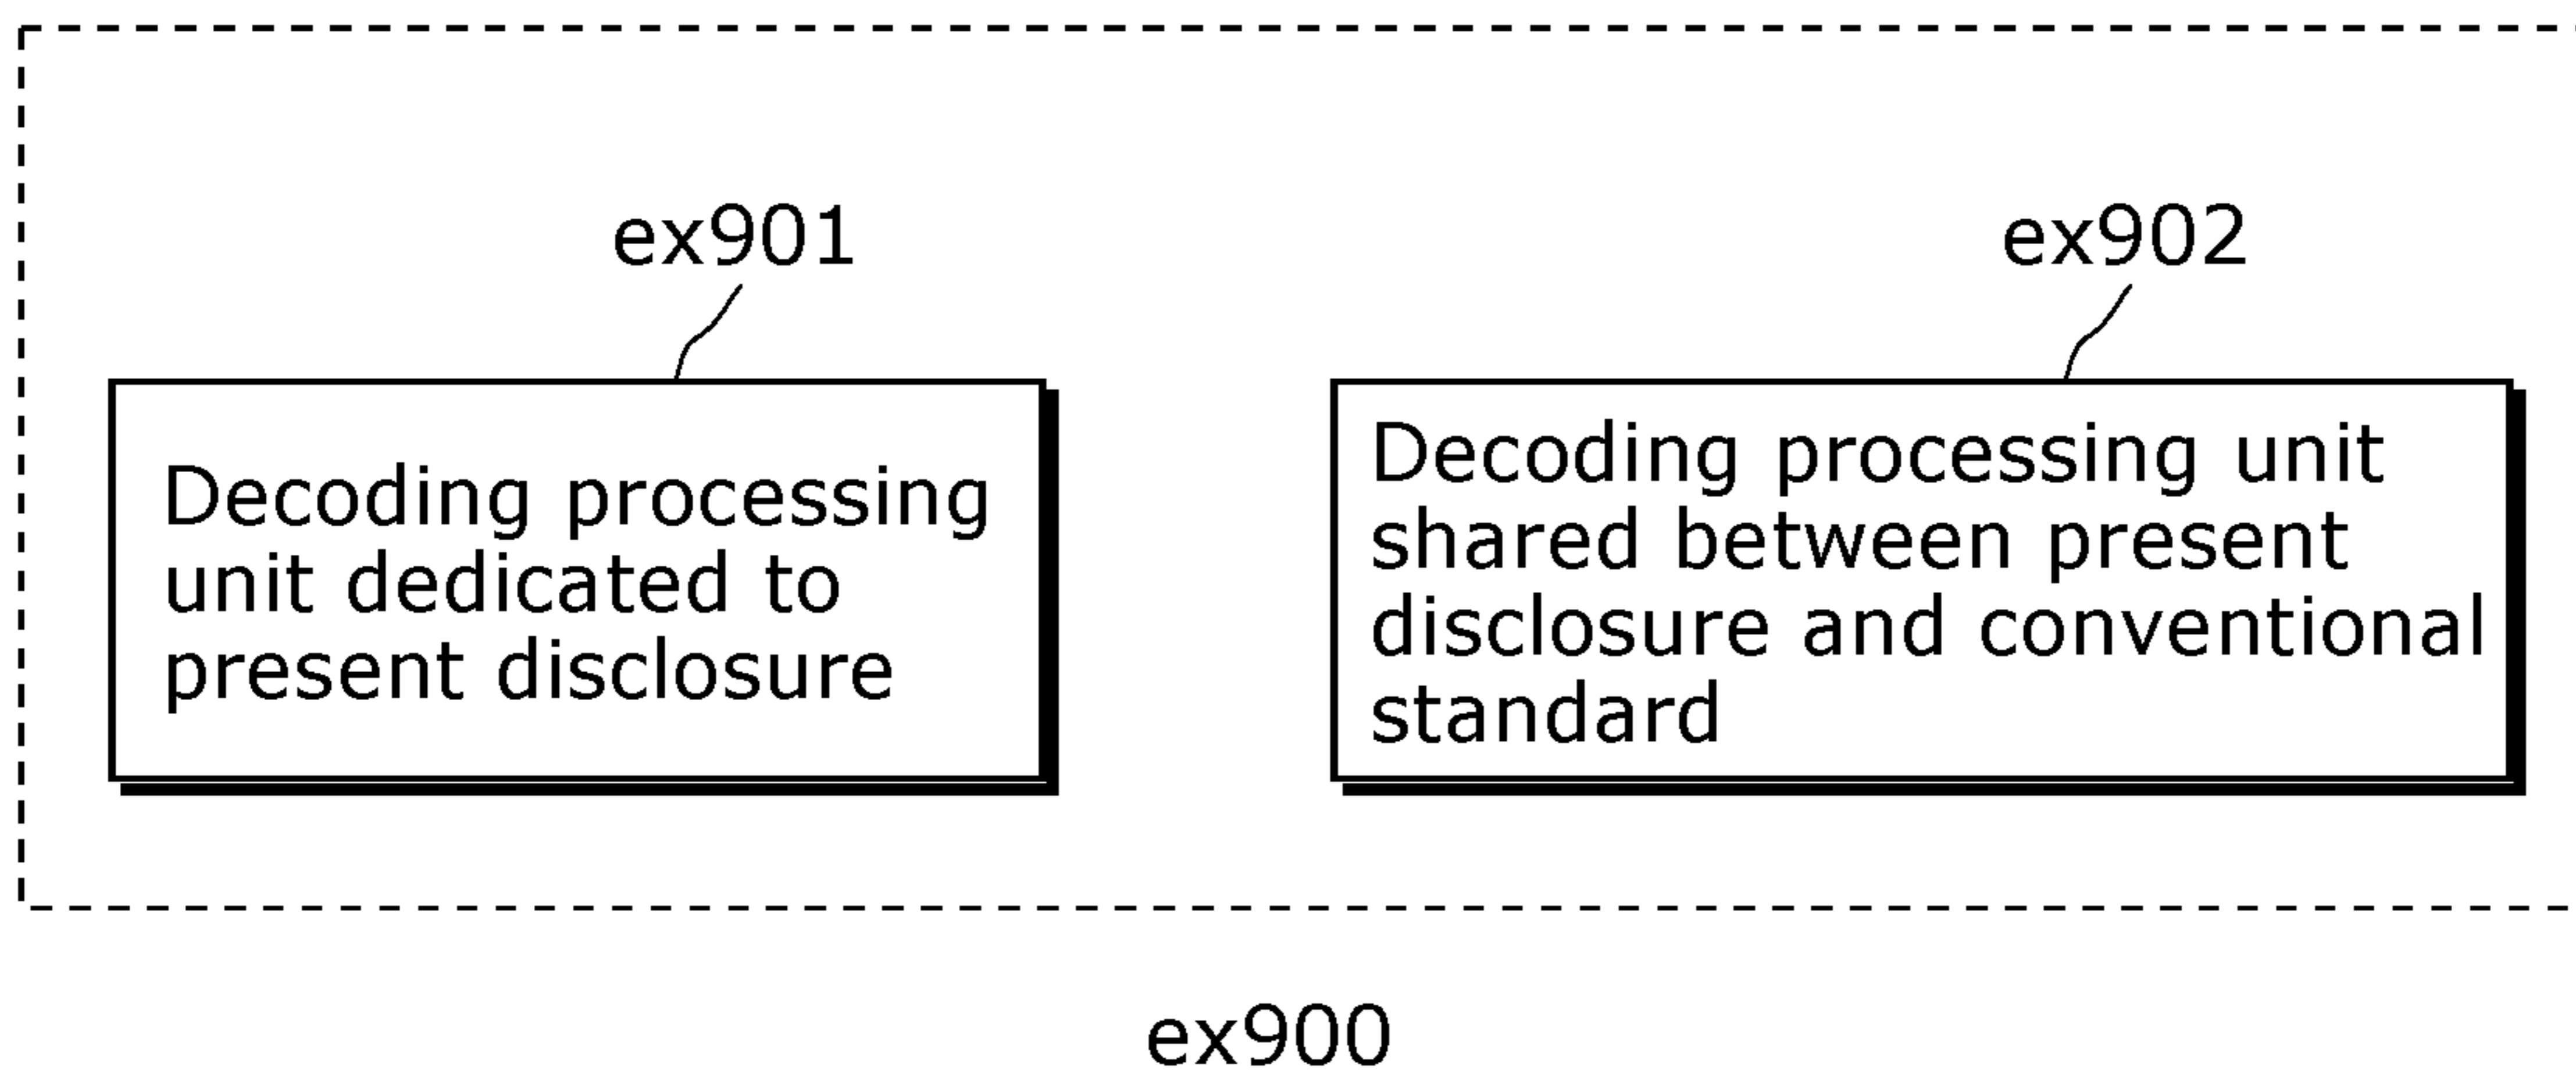 ex901
Decoding processing
unit dedicated to
present disclosure
ex902
Decoding processing unit
shared between present
disclosure and conventional
standard
ex900